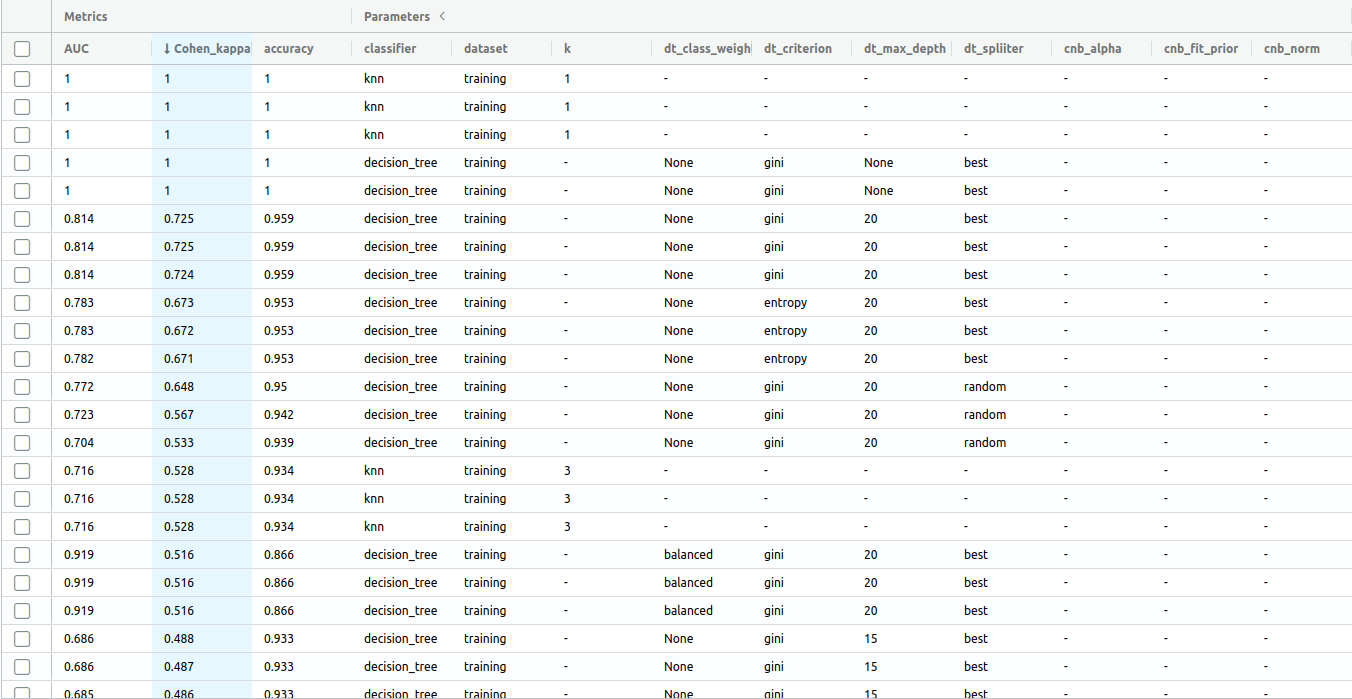 Metrics Parameters <
AUC ↓ Cohen_kappa accuracy classifier dataset k dt_class_weigh dt_criterion dt_max_depth dt_spliiter cnb_alpha cnb_fit_prior cnb_norm
1 1 1 knn training 1 - - - - - - -
1 1 1 knn training 1 - - - - - - -
1 1 1 knn training 1 - - - - - - -
1 1 1 decision_tree training - None gini None best - - -
1 1 1 decision_tree training - None gini None best - - -
0.814 0.725 0.959 decision_tree training - None gini 20 best - - -
0.814 0.725 0.959 decision_tree training - None gini 20 best - - -
0.814 0.724 0.959 decision_tree training - None gini 20 best - - -
0.783 0.673 0.953 decision_tree training - None entropy 20 best - - -
0.783 0.672 0.953 decision_tree training - None entropy 20 best - - -
0.782 0.671 0.953 decision_tree training - None entropy 20 best - - -
0.772 0.648 0.95 decision_tree training - None gini 20 random - - -
0.723 0.567 0.942 decision_tree training - None gini 20 random - - -
0.704 0.533 0.939 decision_tree training - None gini 20 random - - -
0.716 0.528 0.934 knn training 3 - - - - - - -
0.716 0.528 0.934 knn training 3 - - - - - - -
0.716 0.528 0.934 knn training 3 - - - - - - -
0.919 0.516 0.866 decision_tree training - balanced gini 20 best - - -
0.919 0.516 0.866 decision_tree training - balanced gini 20 best - - -
0.919 0.516 0.866 decision_tree training - balanced gini 20 best - - -
0.686 0.488 0.933 decision_tree training - None gini 15 best - - -
0.686 0.487 0.933 decision_tree training - None gini 15 best - - -
0.685 0.486 0.933 decision_tree training - None gini 15 best - - -